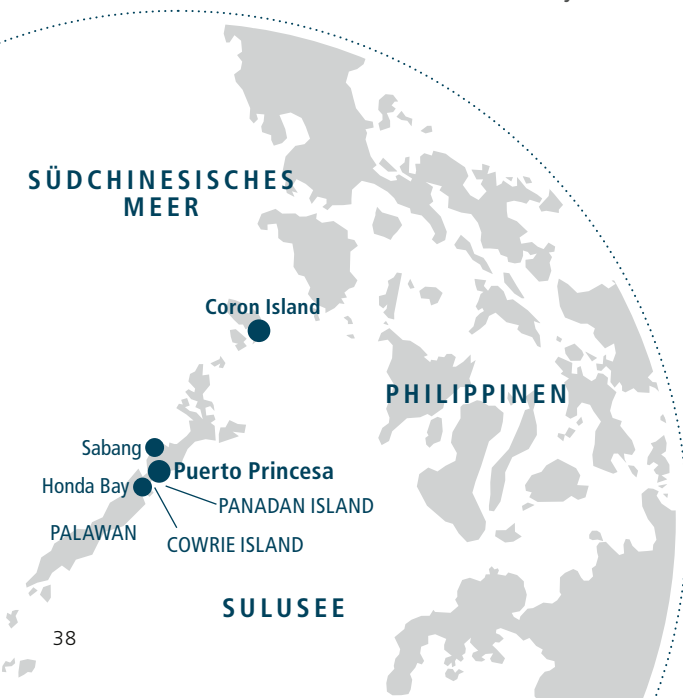 SÜDCHINESISCHES
MEER
Coron Island
PHILIPPINEN
Sabang
Puerto Princesa
Honda Bay
PANADAN ISLAND
PALAWAN
COWRIE ISLAND
SULUSEE
38